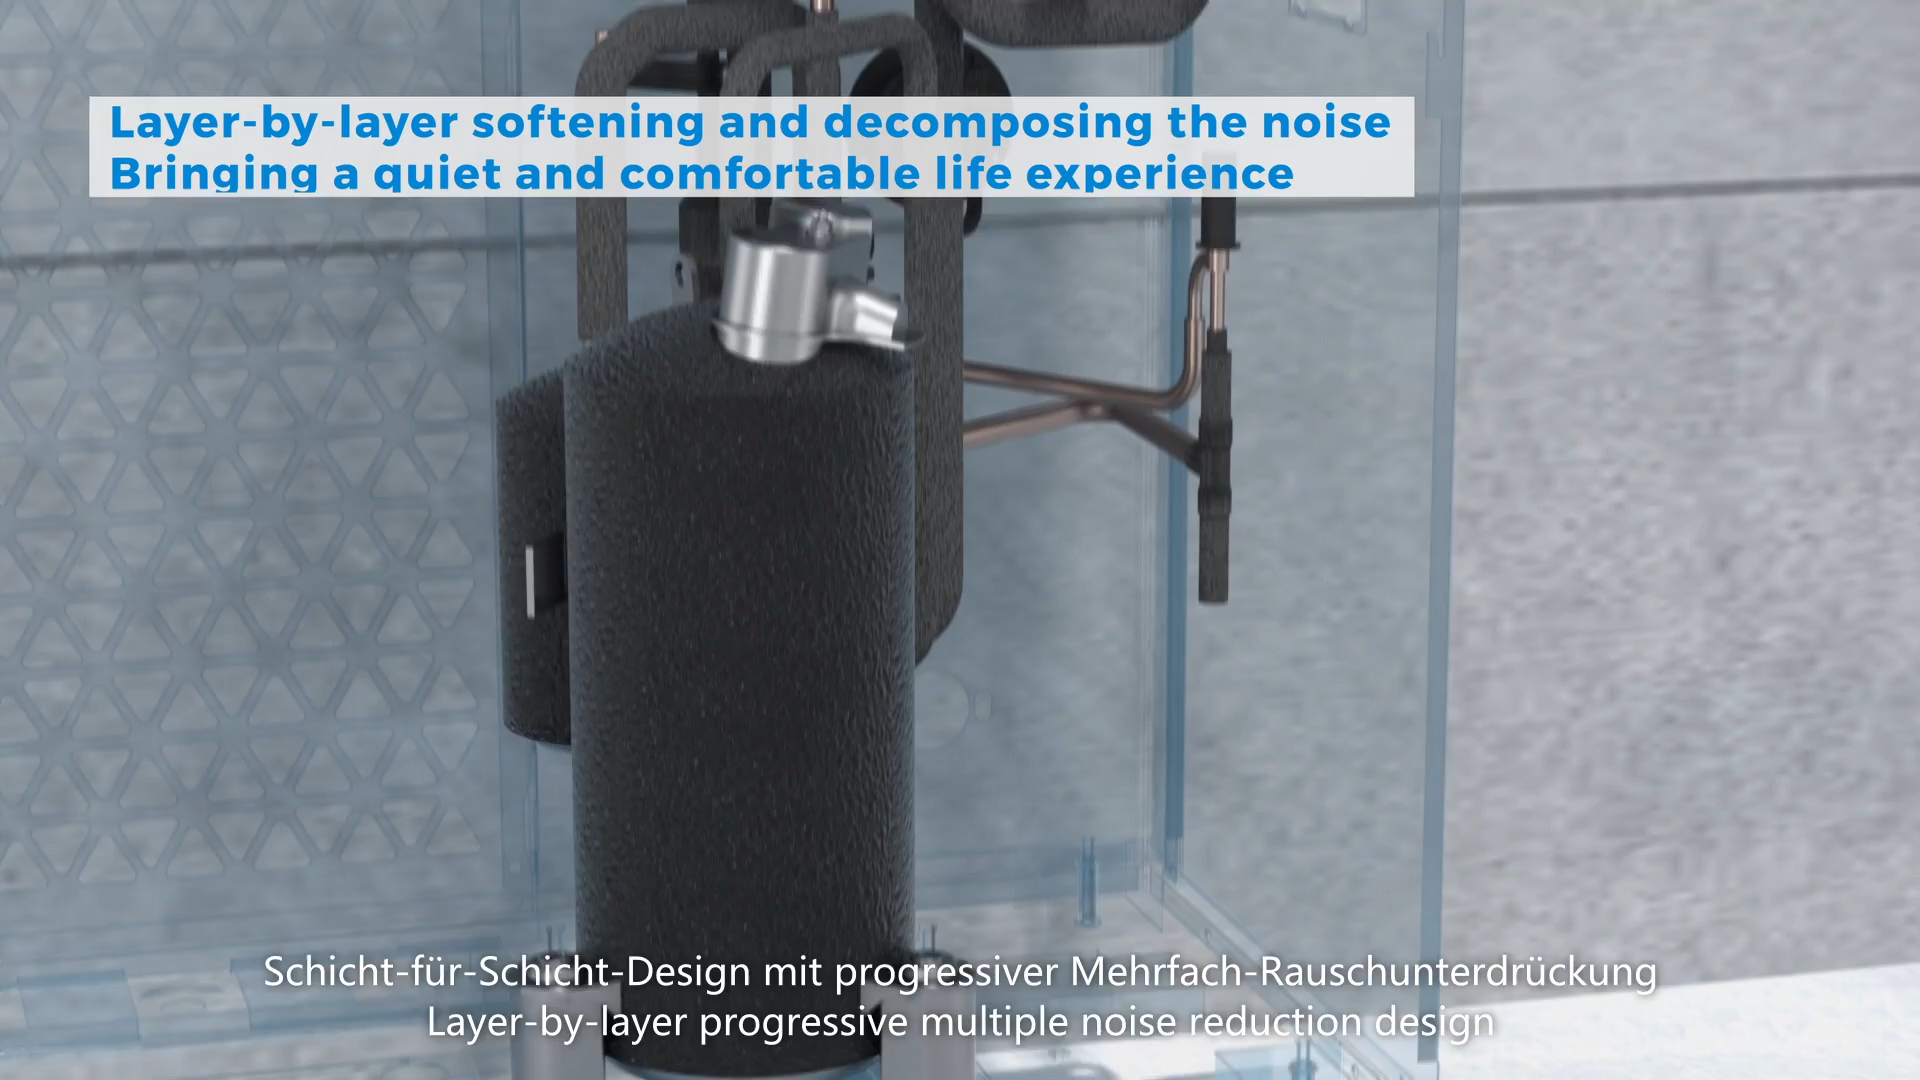 Layer-by-layer softening and decomposing the noise
Bringing a quiet and comfortable life experience
Schicht-für-Schicht-Design mit progressiver Mehrfach-Rauschunterdrückung
Layer-by-layer progressive multiple noise reduction design